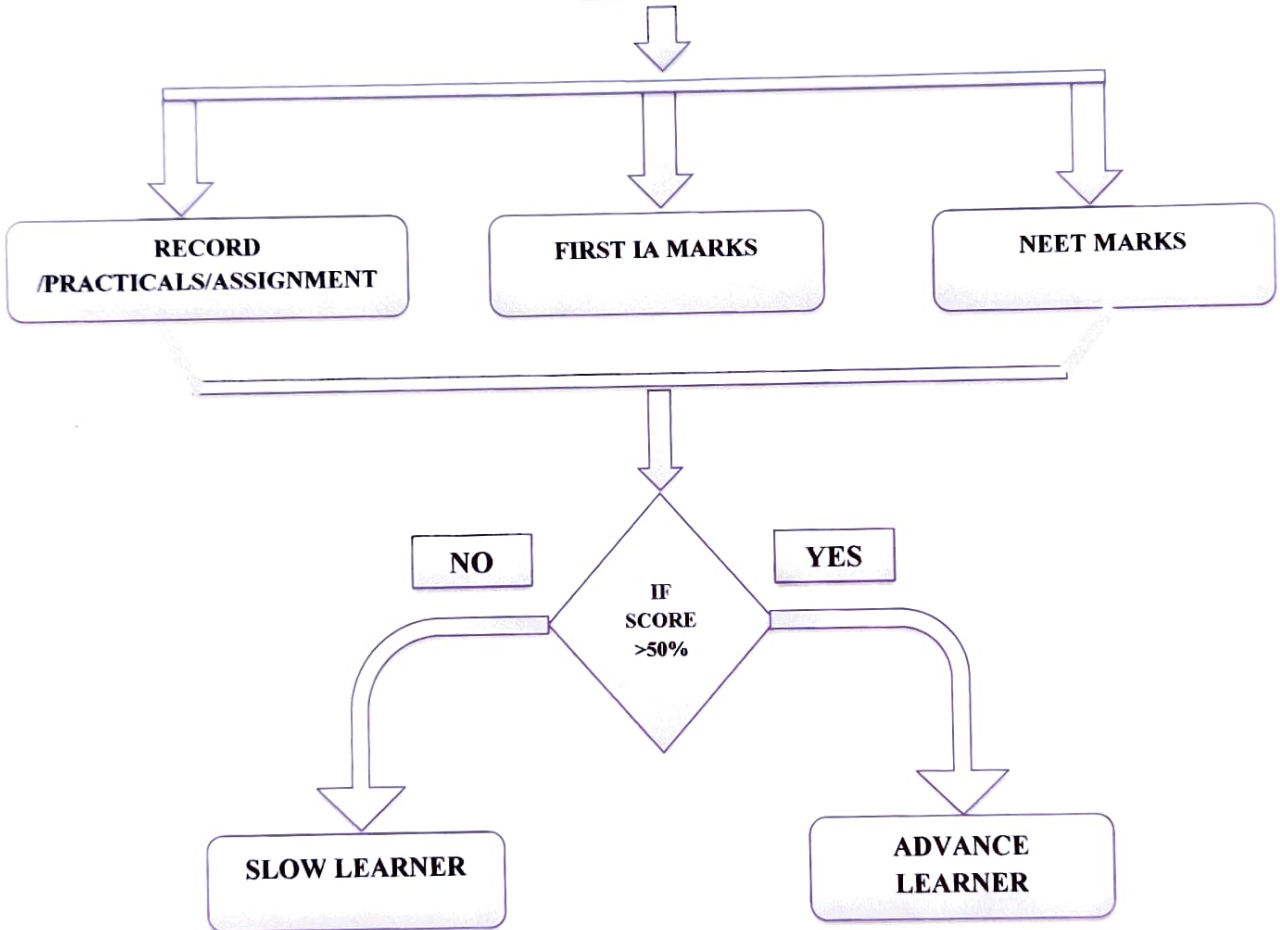 RECORD
/PRACTICALS/ASSIGNMENT
FIRST IA MARKS
NEET MARKS
NO
YES
IF
SCORE
>50%
SLOW LEARNER
ADVANCE
LEARNER